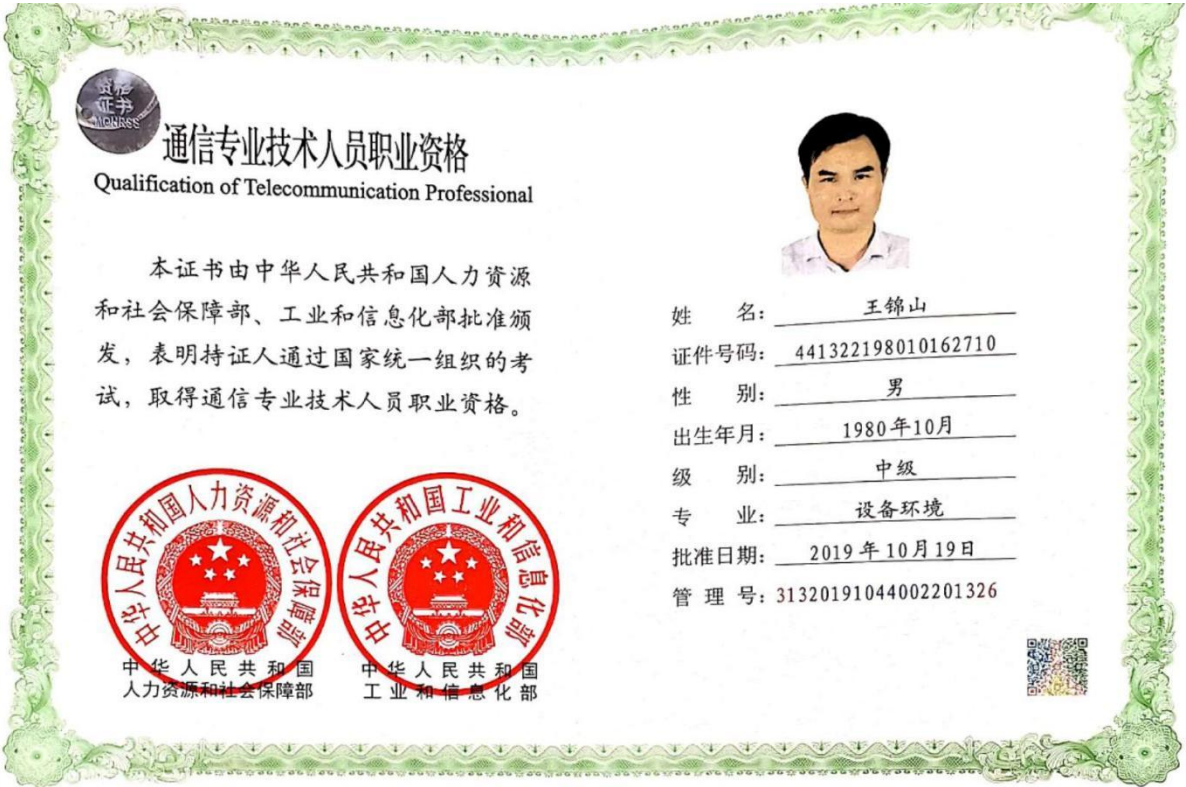 资格
证书
MOHRSS
通信专业技术人员职业资格
Qualification of Telecommunication Professional
本证书由中华人民共和国人力资源
和社会保障部、工业和信息化部批准颁
发，表明持证人通过国家统一组织的考
试，取得通信专业技术人员职业资格。
中华人民共和国人力资源和社会保障部
中华人民共和国
人力资源和社会保障部
中华人民共和国工业和信息化部
中华人民共和国
工业和信息化部
姓 名： 王锦山
证件号码： 441322198010162710
性 别： 男
出生年月： 1980年10月
级 别： 中级
专 业： 设备环境
批准日期： 2019年10月19日
管 理 号： 31320191044002201326